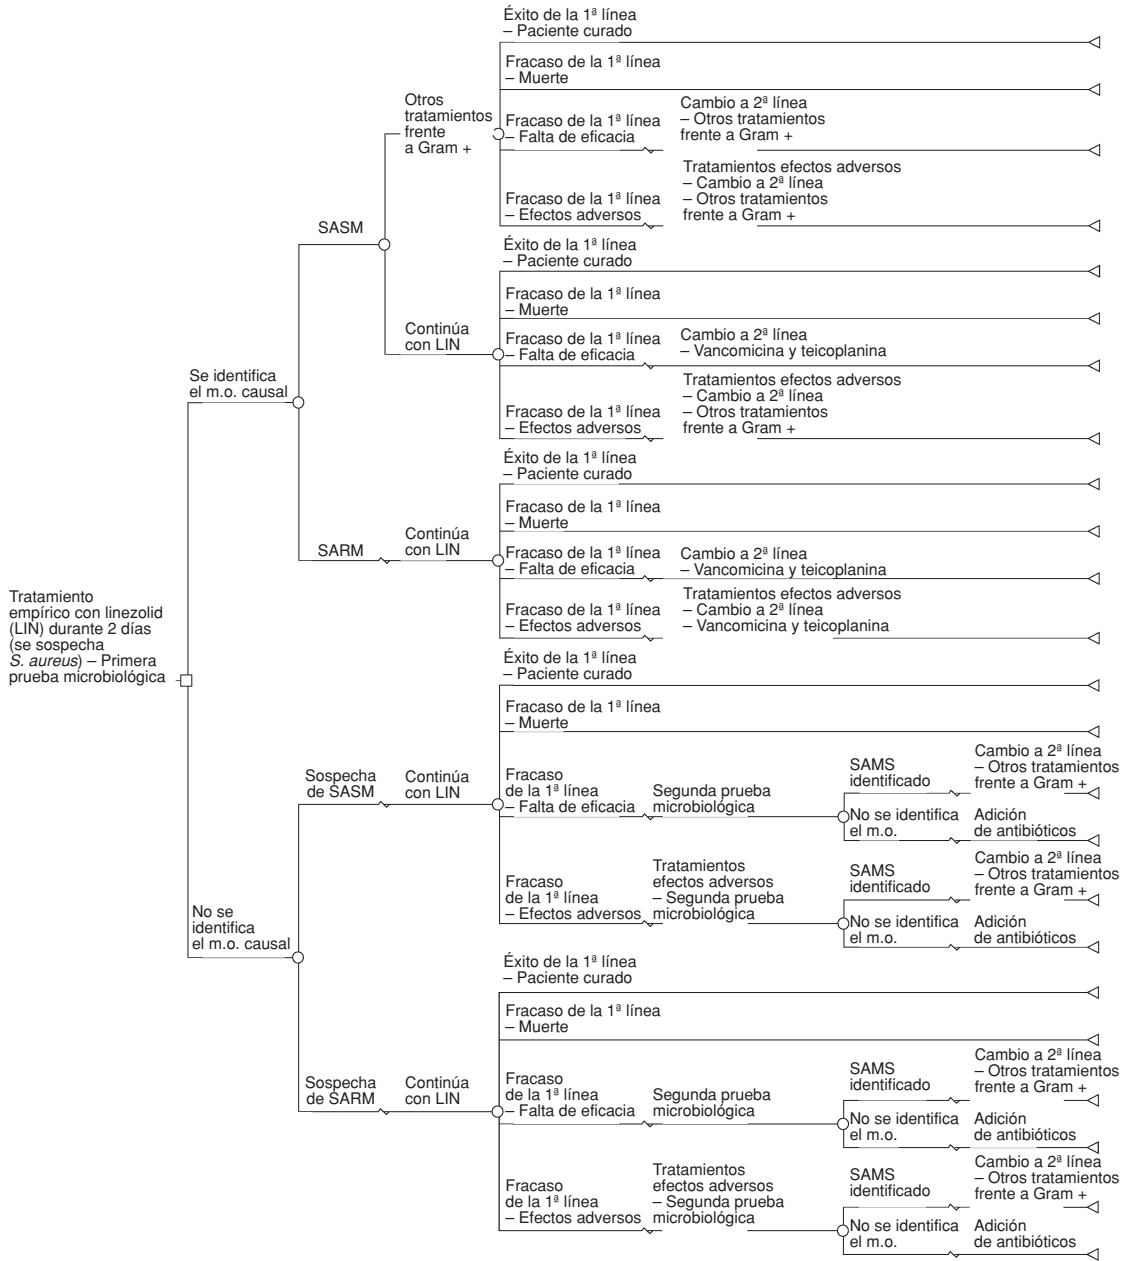 Tratamiento
empírico con linezolid
(LIN) durante 2 días
(se sospecha
S. aureus) – Primera
prueba microbiológica
Se identifica
el m.o. causal
SASM
Otros
tratamientos
frente
a Gram +
Éxito de la 1ª línea
– Paciente curado
Fracaso de la 1ª línea
– Muerte
Fracaso de la 1ª línea
– Falta de eficacia
Cambio a 2ª línea
– Otros tratamientos
frente a Gram +
Fracaso de la 1ª línea
– Efectos adversos
Tratamientos efectos adversos
– Cambio a 2ª línea
– Otros tratamientos
frente a Gram +
Continúa
con LIN
Éxito de la 1ª línea
– Paciente curado
Fracaso de la 1ª línea
– Muerte
Fracaso de la 1ª línea
– Falta de eficacia
Cambio a 2ª línea
– Vancomicina y teicoplanina
Fracaso de la 1ª línea
– Efectos adversos
Tratamientos efectos adversos
– Cambio a 2ª línea
– Otros tratamientos
frente a Gram +
SARM
Continúa
con LIN
Éxito de la 1ª línea
– Paciente curado
Fracaso de la 1ª línea
– Muerte
Fracaso de la 1ª línea
– Falta de eficacia
Cambio a 2ª línea
– Vancomicina y teicoplanina
Fracaso de la 1ª línea
– Efectos adversos
Tratamientos efectos adversos
– Cambio a 2ª línea
– Vancomicina y teicoplanina
No se
identifica
el m.o. causal
Sospecha
de SASM
Continúa
con LIN
Éxito de la 1ª línea
– Paciente curado
Fracaso de la 1ª línea
– Muerte
Fracaso
de la 1ª línea
– Falta de eficacia
Segunda prueba
microbiológica
SAMS
identificado
Cambio a 2ª línea
– Otros tratamientos
frente a Gram +
No se identifica
el m.o.
Adición
de antibióticos
Fracaso
de la 1ª línea
– Efectos adversos
Tratamientos
efectos adversos
– Segunda prueba
microbiológica
SAMS
identificado
Cambio a 2ª línea
– Otros tratamientos
frente a Gram +
No se identifica
el m.o.
Adición
de antibióticos
Sospecha
de SARM
Continúa
con LIN
Éxito de la 1ª línea
– Paciente curado
Fracaso de la 1ª línea
– Muerte
Fracaso
de la 1ª línea
– Falta de eficacia
Segunda prueba
microbiológica
SAMS
identificado
Cambio a 2ª línea
– Otros tratamientos
frente a Gram +
No se identifica
el m.o.
Adición
de antibióticos
Fracaso
de la 1ª línea
– Efectos adversos
Tratamientos
efectos adversos
– Segunda prueba
microbiológica
SAMS
identificado
Cambio a 2ª línea
– Otros tratamientos
frente a Gram +
No se identifica
el m.o.
Adición
de antibióticos